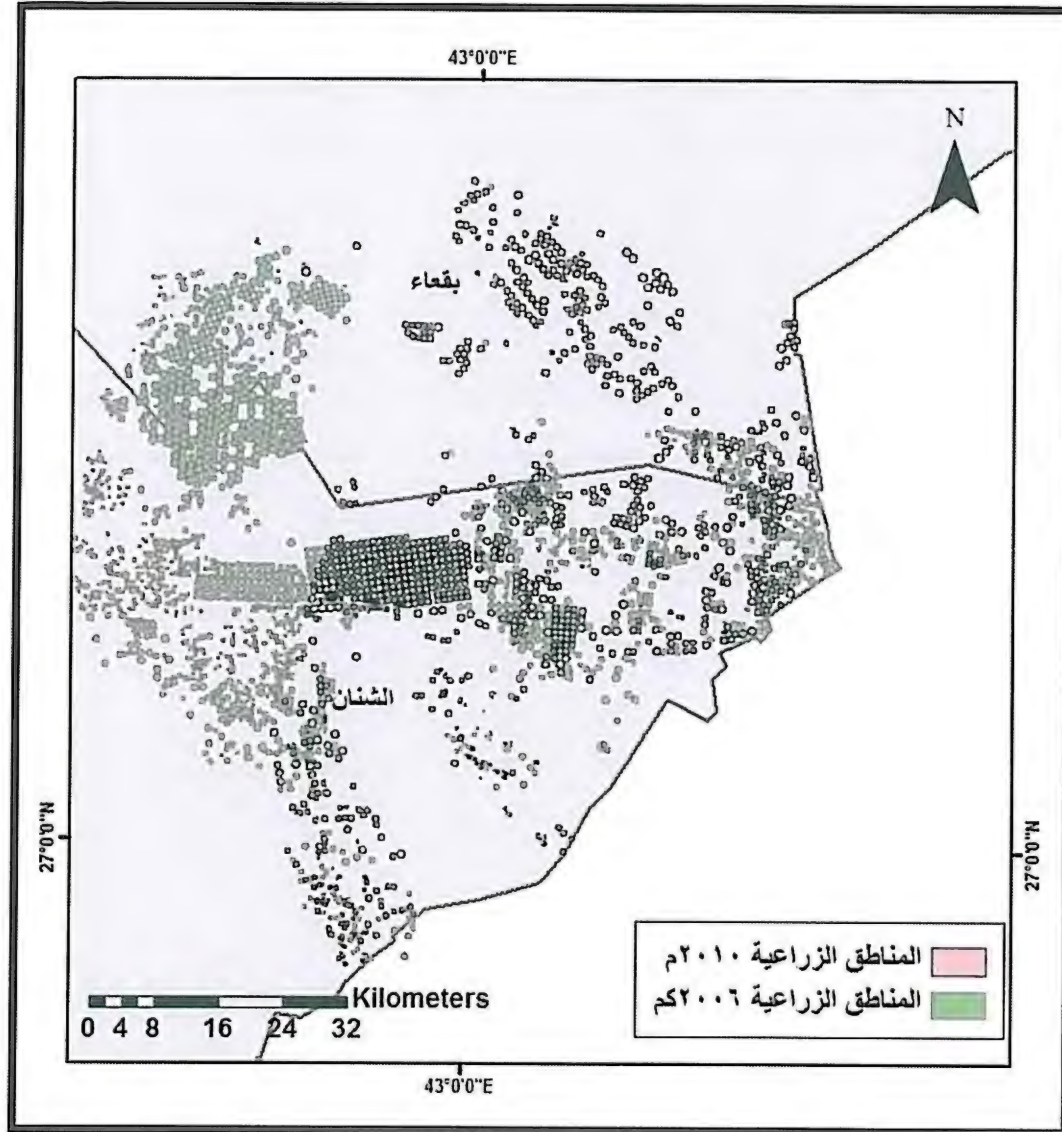 43°0'0"E
N
بقعاء
الشنان
27°0'0"N
27°0'0"N
المناطق الزراعية ٢٠١٠م
المناطق الزراعية ٢٠٠٦كم
Kilometers
0 4 8 16 24 32
43°0'0"E